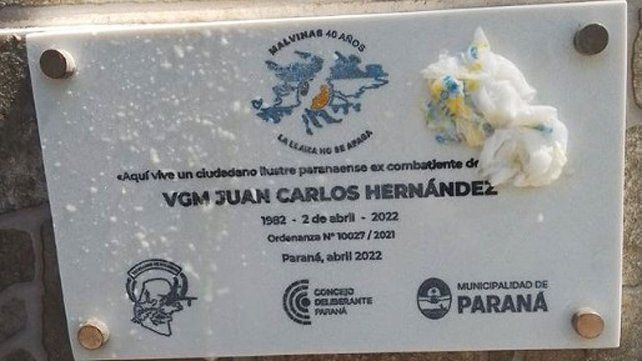 MALVINAS 40 AÑOS
LA LLAMA NO SE APAGA
«Aquí vive un ciudadano ilustre paranaense ex combatiente de
VGM JUAN CARLOS HERNÁNDEZ
1982 - 2 de abril - 2022
Ordenanza N° 10027 / 2021
Paraná, abril 2022
CONCEJO
DELIBERANTE
PARANÁ
MUNICIPALIDAD DE
PARANÁ